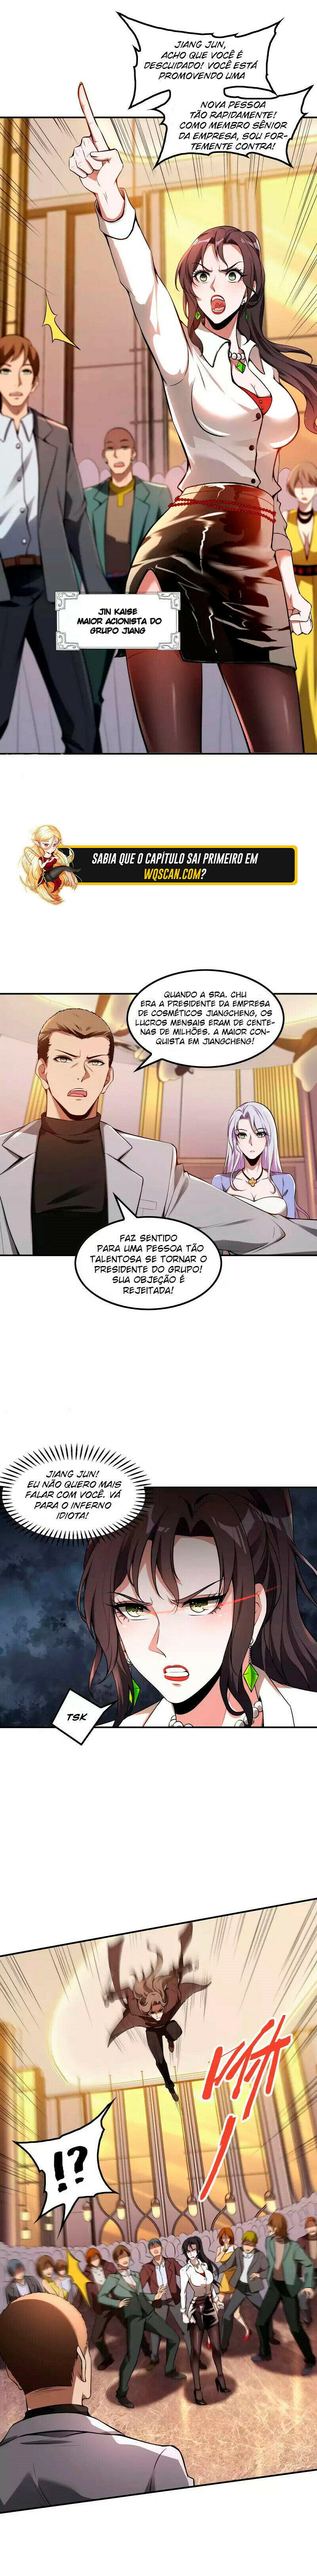 JIANG JUN,
ACHO QUE VOCÊ É
DESCUIDADO! VOCÊ ESTÁ
PROMOVENDO UMA
NOVA PESSOA
TÃO RAPIDAMENTE!
COMO MEMBRO SÊNIOR
DA EMPRESA, SOU FOR-
TEMENTE CONTRA!
JIN KAISE
MAIOR ACIONISTA DO
GRUPO JIANG
SABIA QUE O CAPÍTULO SAI PRIMEIRO EM
WQSCAN.COM?
QUANDO A SRA. CHU
ERA A PRESIDENTE DA EMPRESA
DE COSMÉTICOS JIANGCHENG, OS
LUCROS MENSAIS ERAM DE CENTE-
NAS DE MILHÕES. A MAIOR CON-
QUISTA EM JIANGCHENG!
FAZ SENTIDO
PARA UMA PESSOA TÃO
TALENTOSA SE TORNAR O
PRESIDENTE DO GRUPO!
SUA OBJEÇÃO É
REJEITADA!
JIANG JUN!
EU NÃO QUERO MAIS
FALAR COM VOCÊ. VÁ
PARA O INFERNO
IDIOTA!
TSK
!?